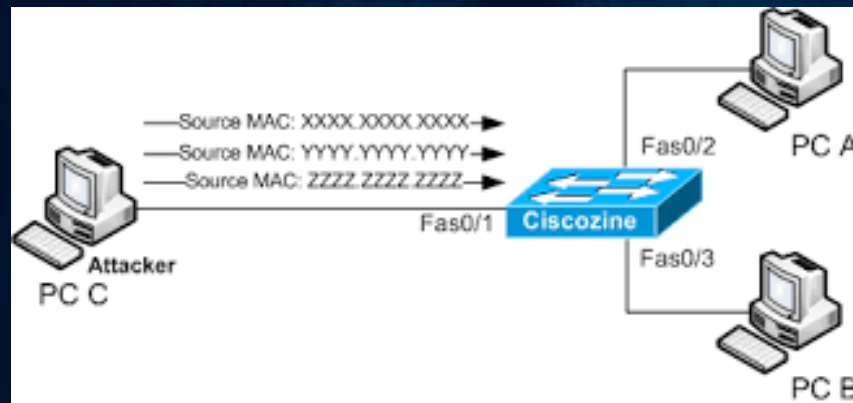 Source MAC: XXXX.XXXX.XXXX
Source MAC: YYYY.YYYY.YYYY
Source MAC: ZZZZ.ZZZZ.ZZZZ
Attacker
PC C
Fas0/1
Ciscozine
Fas0/2
PC A
Fas0/3
PC B